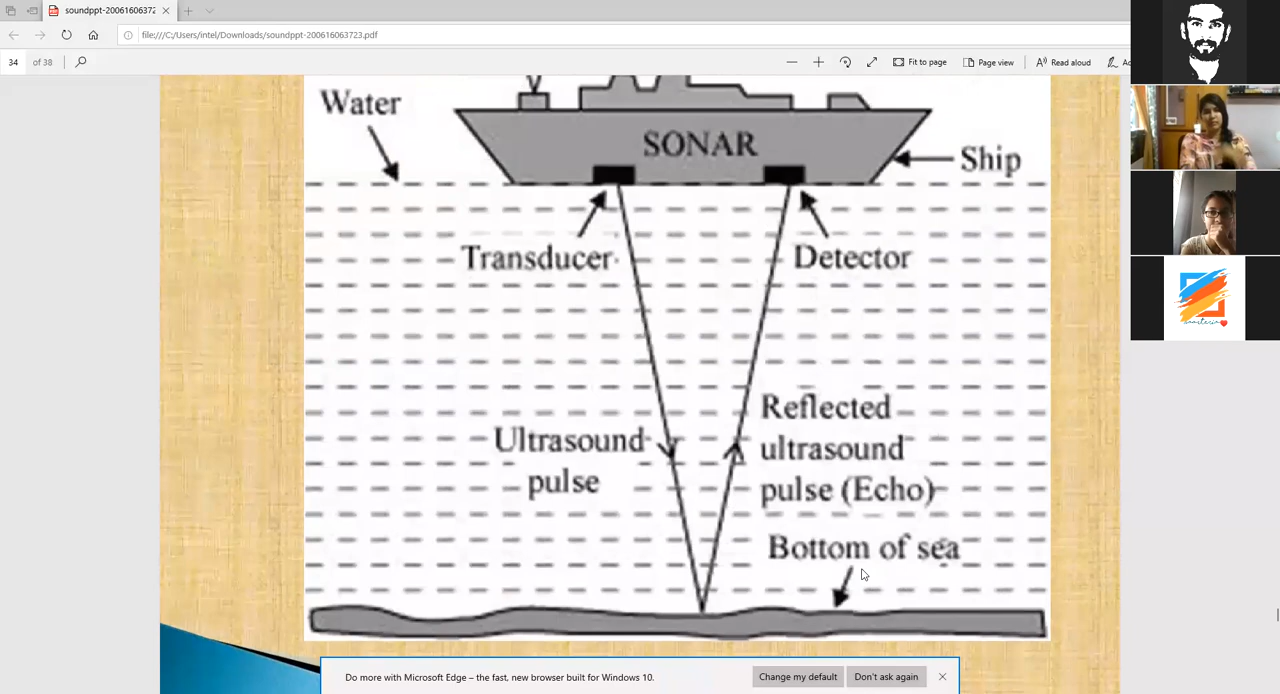 soundppt-20061606372
file:///C:/Users/intel/Downloads/soundppt-200616063723.pdf
34 of 38
Fit to page
Page view
Read aloud
Water
SONAR
Ship
Transducer
Detector
Ultrasound
pulse
Reflected
ultrasound
pulse (Echo)
Bottom of sea
Do more with Microsoft Edge – the fast, new browser built for Windows 10.
Change my default
Don't ask again